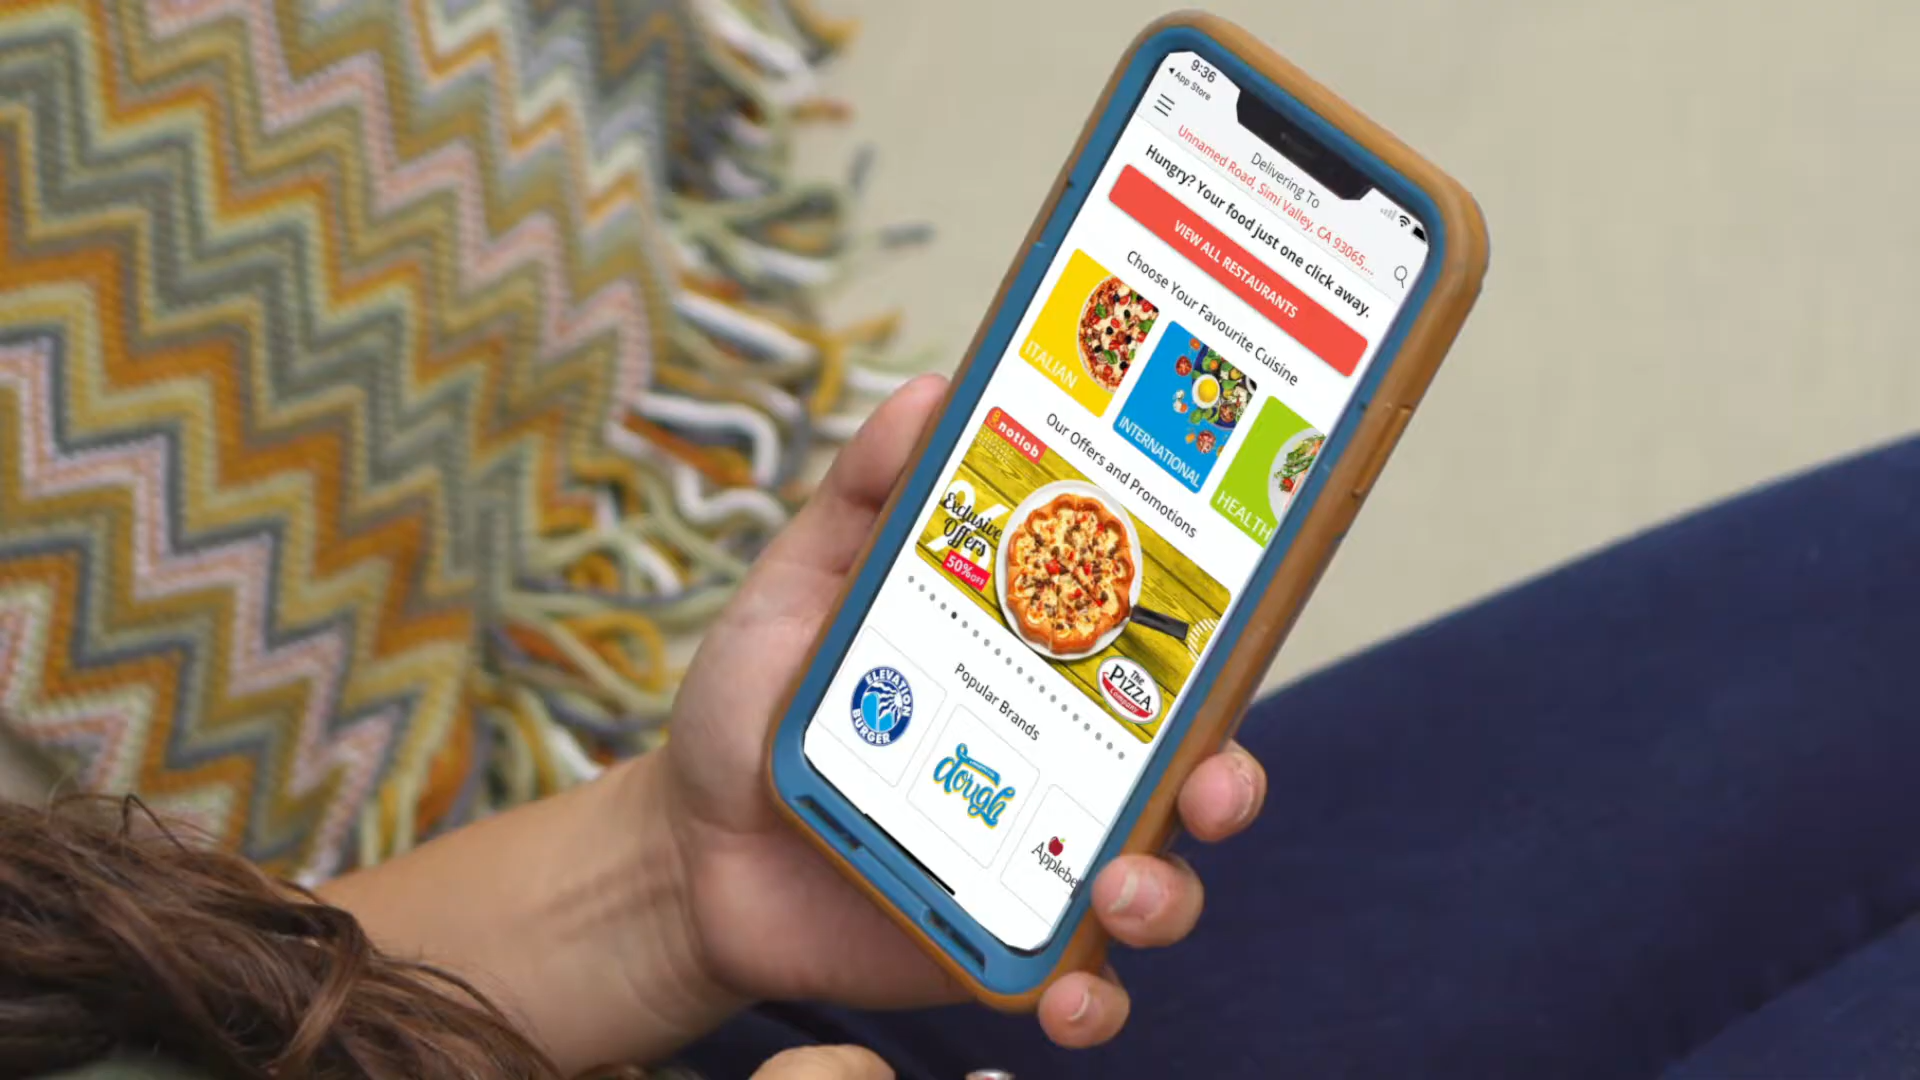 9:36
App Store
Delivering To
Unnamed Road, Simi Valley, CA 93065,...
Hungry? Your food just one click away.
VIEW ALL RESTAURANTS
Choose Your Favourite Cuisine
ITALIAN
INTERNATIONAL
HEALTH
Our Offers and Promotions
notlob
%
Exclusive
Offers
50% OFF
The
PIZZA
Company
Popular Brands
ELEVATION
BURGER
dough
Applebe